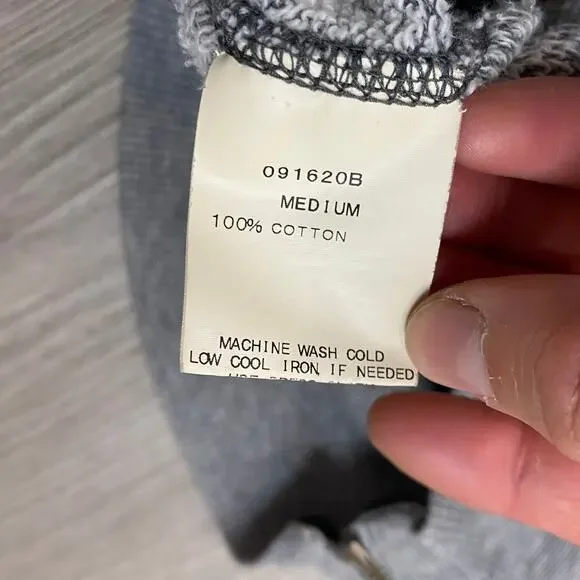 091620B
MEDIUM
100% COTTON
MACHINE WASH COLD
LOW COOL IRON IF NEEDED